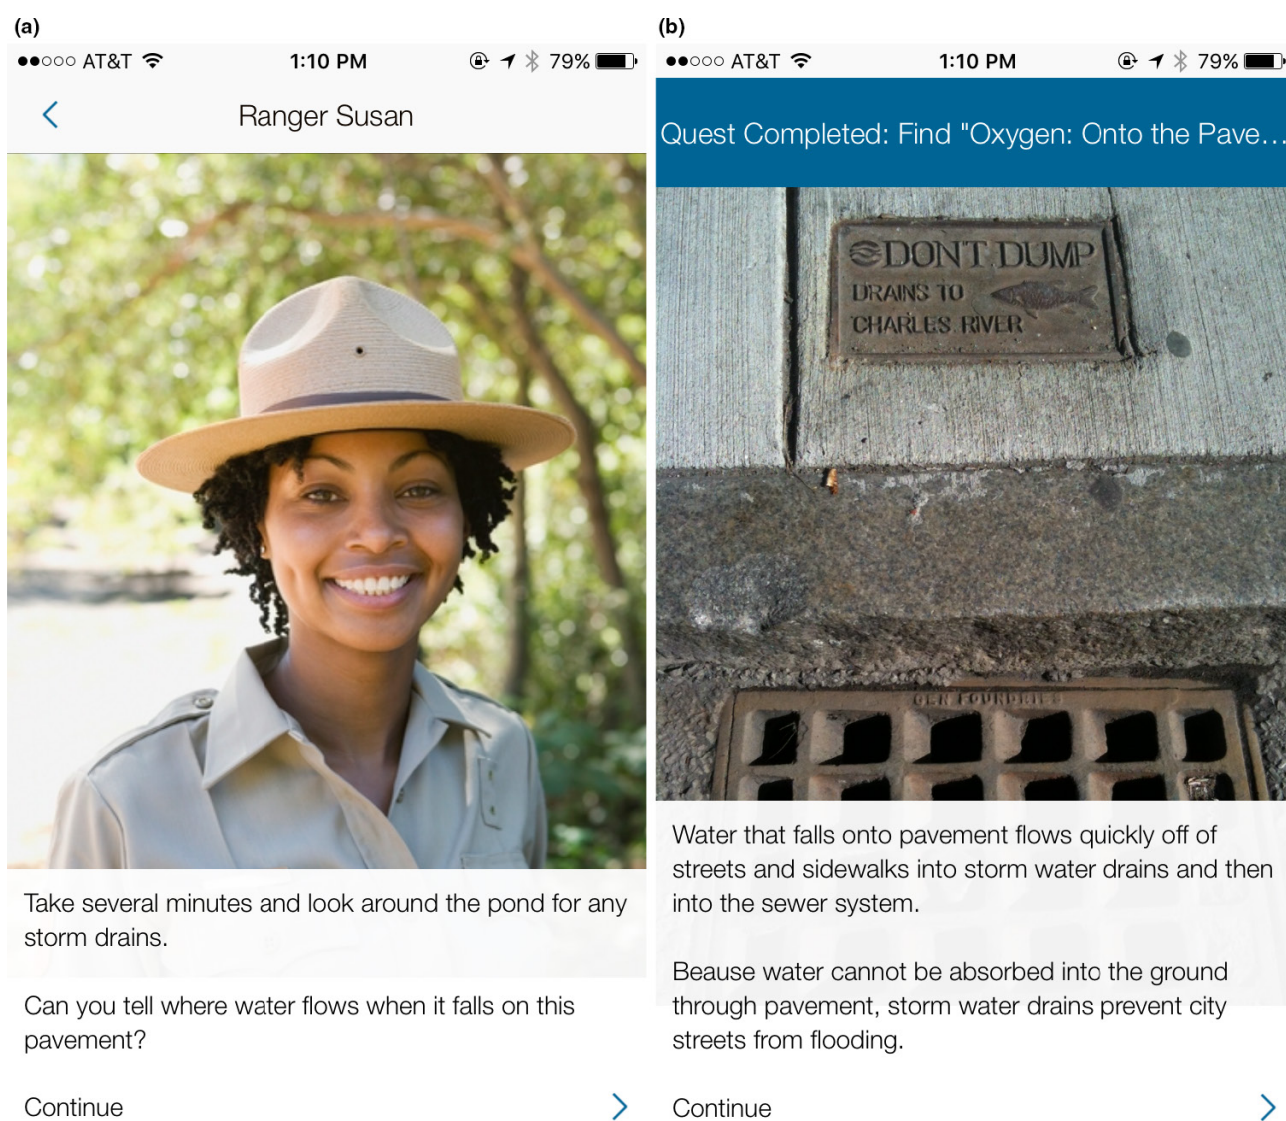 (a)
AT&T 1:10 PM 79%
Ranger Susan
Take several minutes and look around the pond for any
storm drains.
Can you tell where water flows when it falls on this
pavement?
Continue
(b)
AT&T 1:10 PM 79%
Quest Completed: Find "Oxygen: Onto the Pave...
DONT DUMP
DRAINS TO
CHARLES RIVER
Water that falls onto pavement flows quickly off of
streets and sidewalks into storm water drains and then
into the sewer system.
Beause water cannot be absorbed into the ground
through pavement, storm water drains prevent city
streets from flooding.
Continue